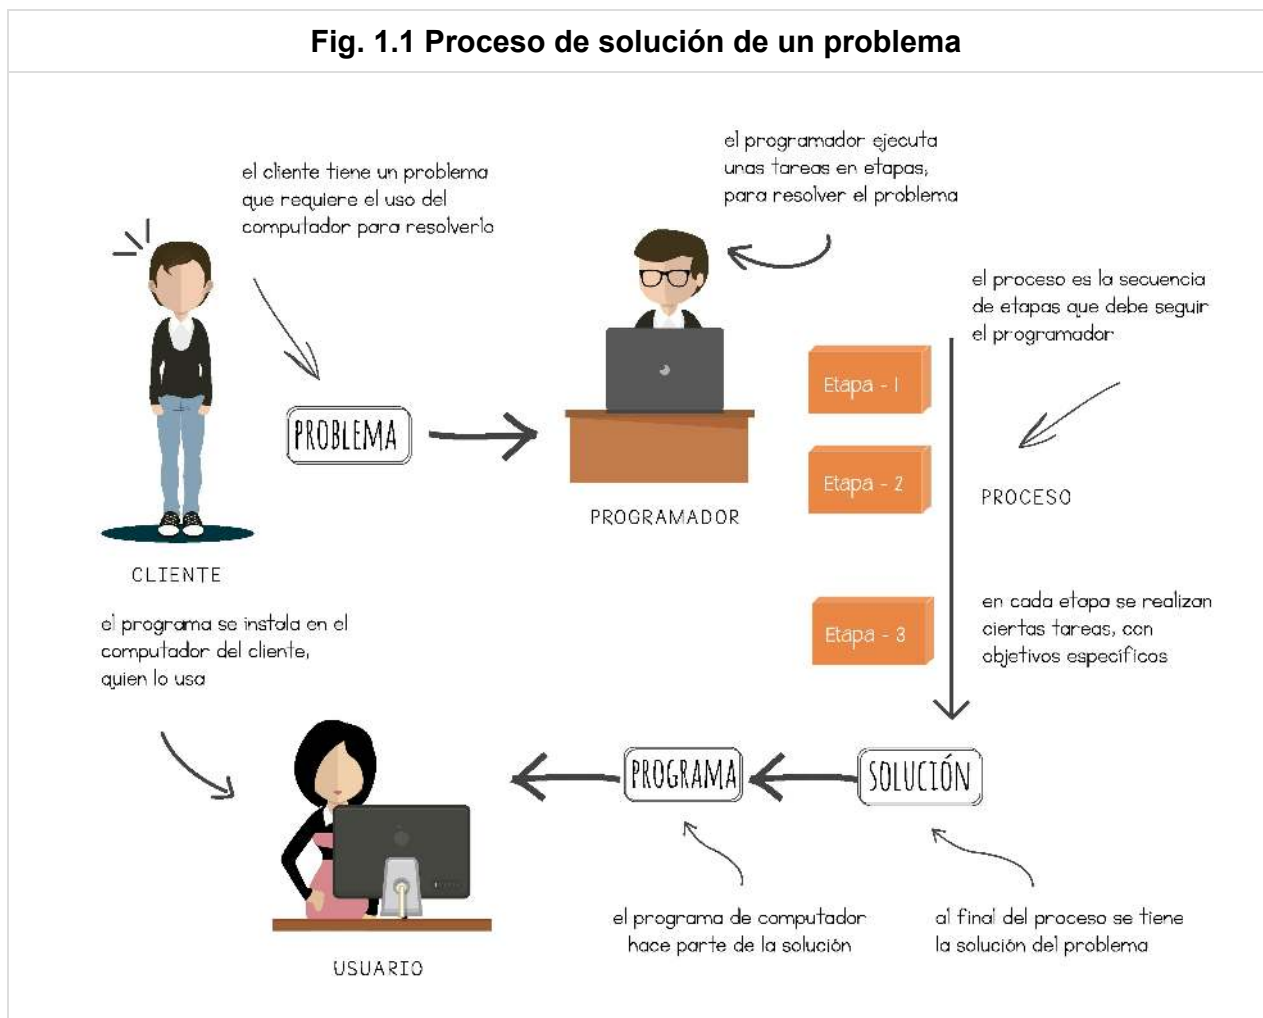 Fig. 1.1 Proceso de solución de un problema
el cliente tiene un problema
que requiere el uso del
computador para resolverlo
el programador ejecuta
unas tareas en etapas,
para resolver el problema
el proceso es la secuencia
de etapas que debe seguir
el programador
Etapa - 1
PROBLEMA
Etapa - 2
PROCESO
PROGRAMADOR
CLIENTE
en cada etapa se realizan
ciertas tareas, con
objetivos específicos
Etapa - 3
el programa se instala en el
computador del cliente,
quien lo usa
PROGRAMA
SOLUCIÓN
el programa de computador
hace parte de la solución
al final del proceso se tiene
la solución del problema
USUARIO